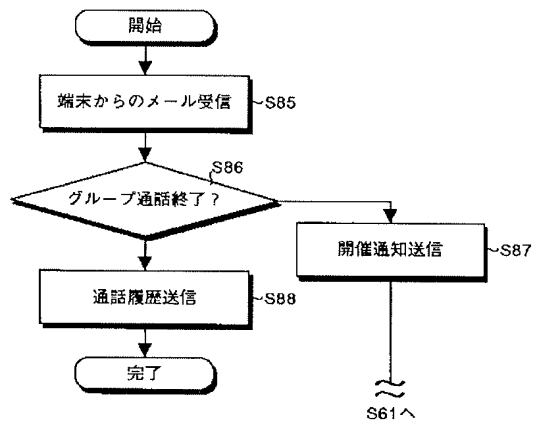 開始
端末からのメール受信
S85
S86
グループ通話終了？
開催通知送信
S87
通話履歴送信
S88
完了
S61へ